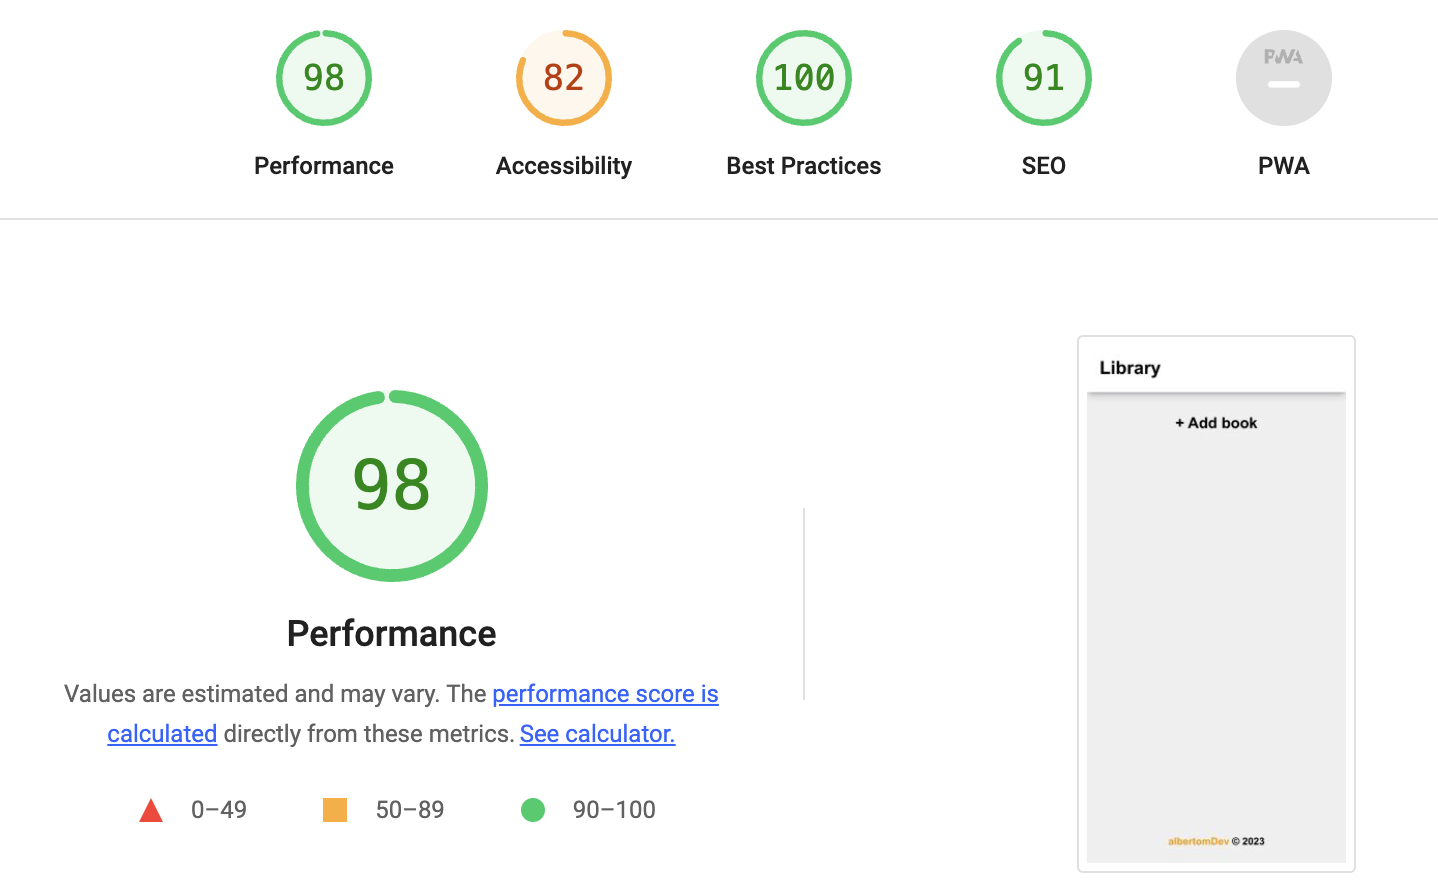 98
82
100
91
PWA
Performance
Accessibility
Best Practices
SEO
PWA
98
Performance
Values are estimated and may vary. The performance score is
calculated directly from these metrics. See calculator.
0–49
50–89
90–100
Library
+ Add book
albertomDev © 2023